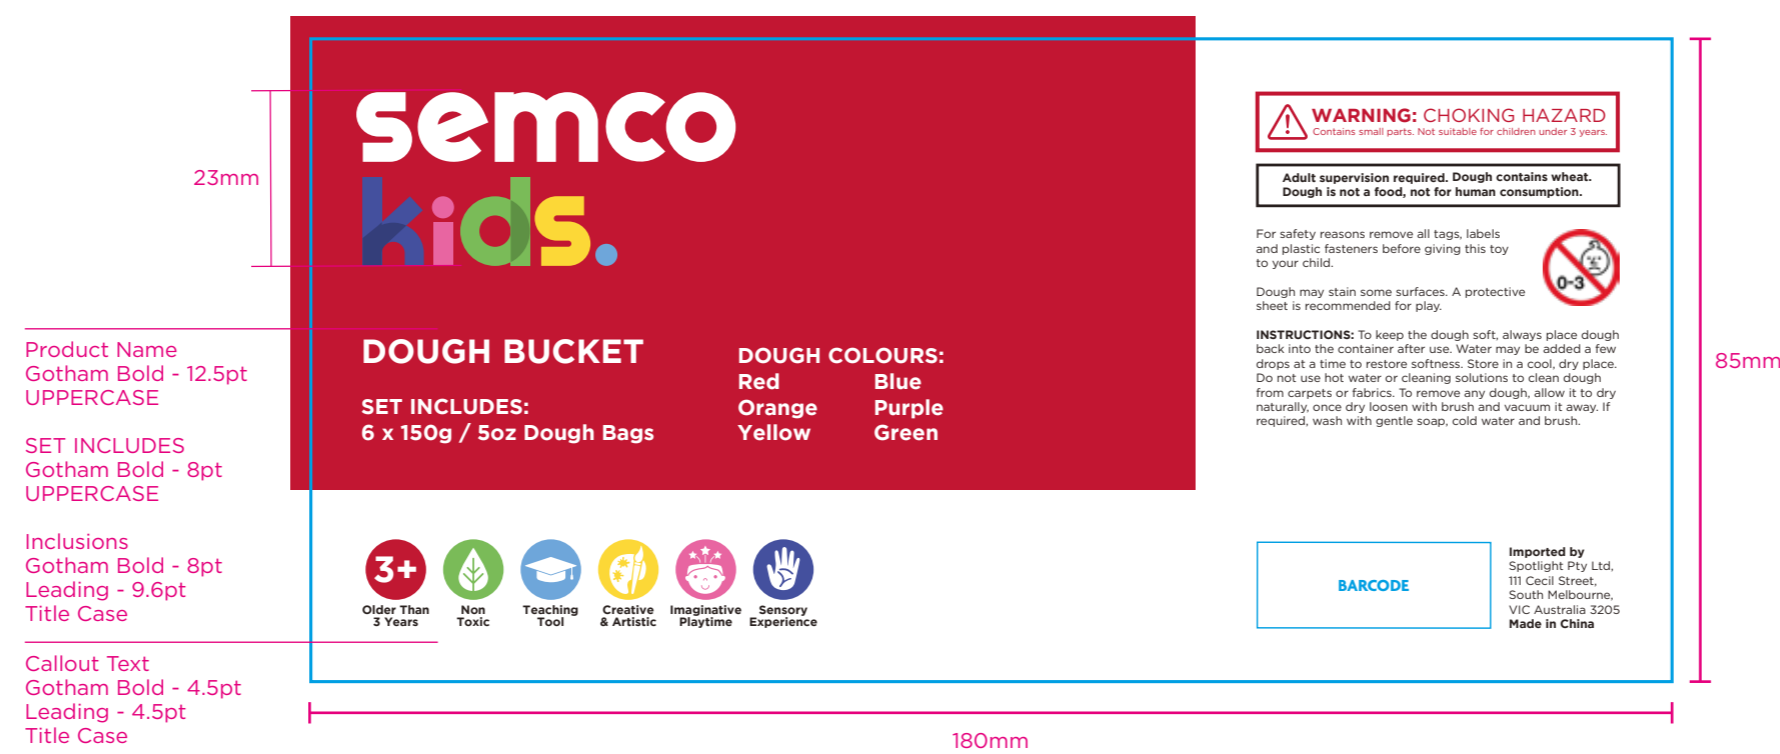 semco
kids.
23mm
Product Name
Gotham Bold - 12.5pt
UPPERCASE
SET INCLUDES
Gotham Bold - 8pt
UPPERCASE
Inclusions
Gotham Bold - 8pt
Leading - 9.6pt
Title Case
Callout Text
Gotham Bold - 4.5pt
Leading - 4.5pt
Title Case
DOUGH BUCKET
SET INCLUDES:
6 x 150g / 5oz Dough Bags
DOUGH COLOURS:
Red Blue
Orange Purple
Yellow Green
3+
Older Than
3 Years
Non
Toxic
Teaching
Tool
Creative
& Artistic
Imaginative
Playtime
Sensory
Experience
WARNING: CHOKING HAZARD
Contains small parts. Not suitable for children under 3 years.
Adult supervision required. Dough contains wheat.
Dough is not a food, not for human consumption.
For safety reasons remove all tags, labels
and plastic fasteners before giving this toy
to your child.
0-3
Dough may stain some surfaces. A protective
sheet is recommended for play.
INSTRUCTIONS: To keep the dough soft, always place dough
back into the container after use. Water may be added a few
drops at a time to restore softness. Store in a cool, dry place.
Do not use hot water or cleaning solutions to clean dough
from carpets or fabrics. To remove any dough, allow it to dry
naturally, once dry loosen with brush and vacuum it away. If
required, wash with gentle soap, cold water and brush.
BARCODE
Imported by
Spotlight Pty Ltd,
111 Cecil Street,
South Melbourne,
VIC Australia 3205
Made in China
85mm
180mm